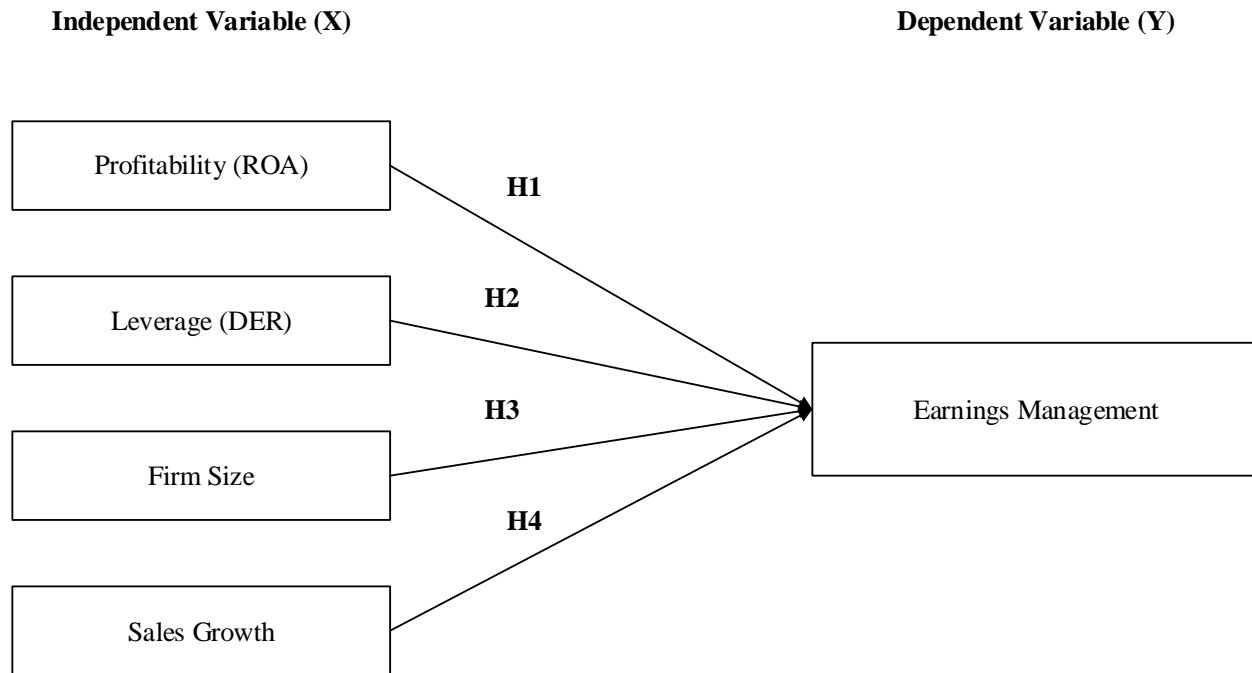 Independent Variable (X)
Dependent Variable (Y)
Profitability (ROA)
H1
Leverage (DER)
H2
Earnings Management
H3
Firm Size
H4
Sales Growth